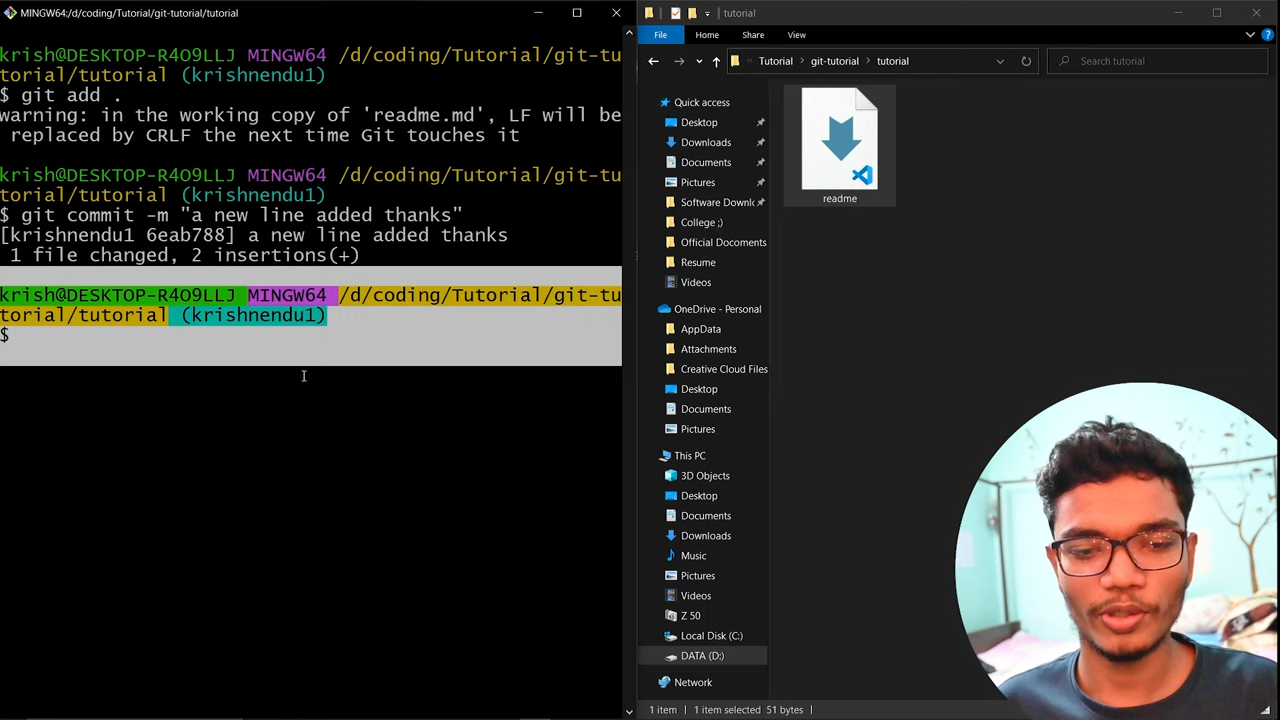 MINGW64:/d/coding/Tutorial/git-tutorial/tutorial
krish@DESKTOP-R4O9LLJ MINGW64 /d/coding/Tutorial/git-tu
torial/tutorial (krishnendu1)
$ git add .
warning: in the working copy of 'readme.md', LF will be
replaced by CRLF the next time Git touches it
krish@DESKTOP-R4O9LLJ MINGW64 /d/coding/Tutorial/git-tu
torial/tutorial (krishnendu1)
$ git commit -m "a new line added thanks"
[krishnendu1 6eab788] a new line added thanks
1 file changed, 2 insertions(+)
krish@DESKTOP-R4O9LLJ MINGW64 /d/coding/Tutorial/git-tu
torial/tutorial (krishnendu1)
$
tutorial
File Home Share View
Tutorial > git-tutorial > tutorial
Search tutorial
Quick access
Desktop
Downloads
Documents
Pictures
Software Downlo
College ;)
Official Documents
Resume
Videos
OneDrive - Personal
AppData
Attachments
Creative Cloud Files
Desktop
Documents
Pictures
This PC
3D Objects
Desktop
Documents
Downloads
Music
Pictures
Videos
Z 50
Local Disk (C:)
DATA (D:)
Network
readme
1 item 1 item selected 51 bytes